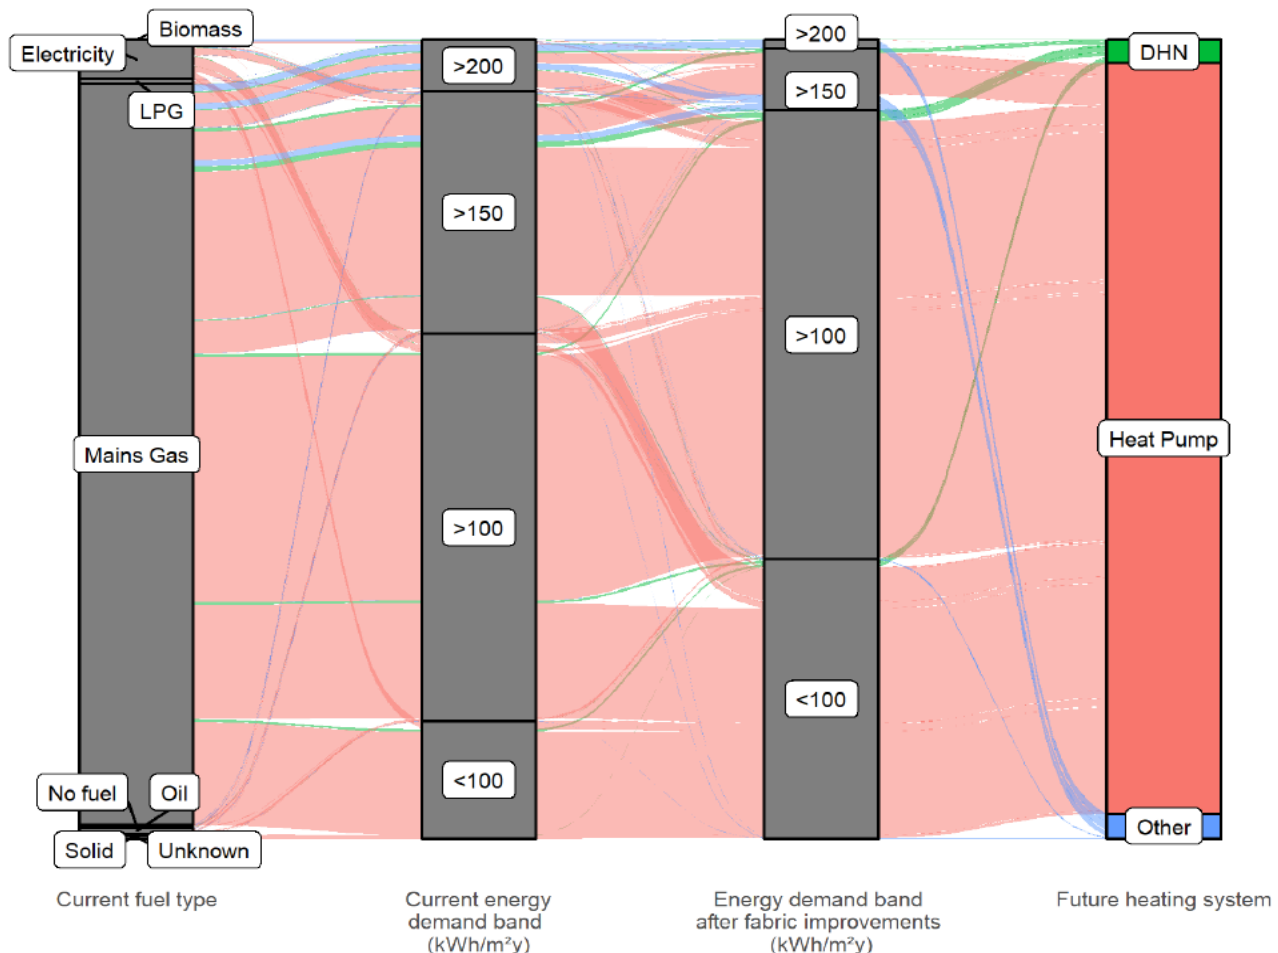 Biomass
Electricity
LPG
Mains Gas
No fuel
Oil
Solid
Unknown
>200
>150
>100
<100
>200
>150
>100
<100
DHN
Heat Pump
Other
Current fuel type
Current energy
demand band
(kWh/m²y)
Energy demand band
after fabric improvements
(kWh/m²y)
Future heating system